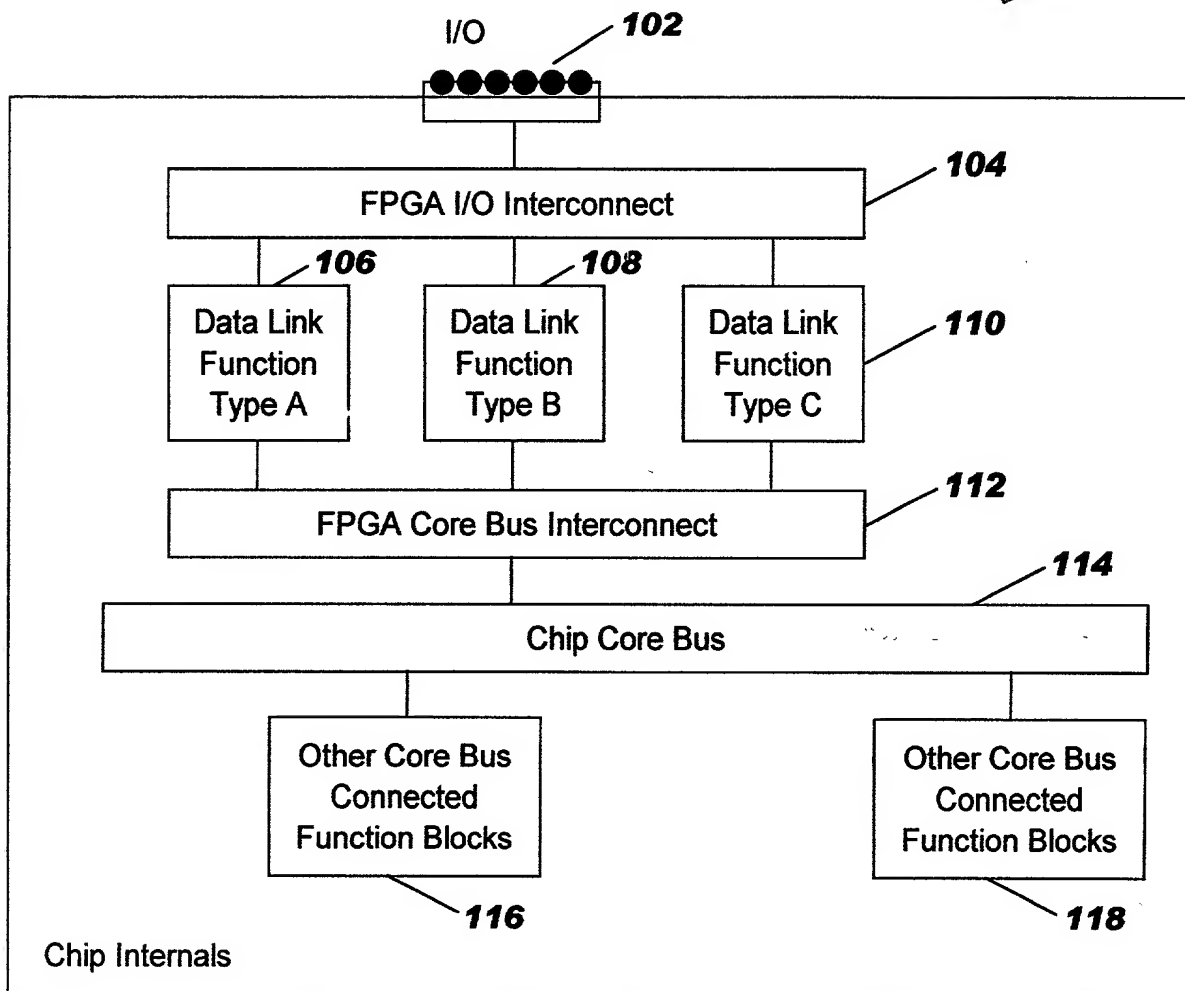 I/O
102
104
FPGA I/O Interconnect
106
108
Data Link
Function
Type A
Data Link
Function
Type B
Data Link
Function
Type C
110
112
FPGA Core Bus Interconnect
114
Chip Core Bus
Other Core Bus
Connected
Function Blocks
Other Core Bus
Connected
Function Blocks
116
118
Chip Internals